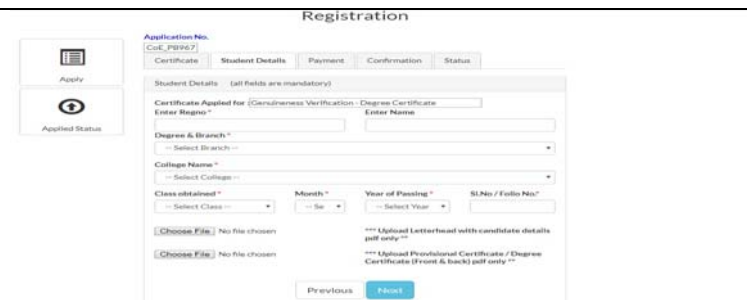 Registration
Application No.
CoE_PB967
Apply
Applied Status
Certificate Student Details Payment Confirmation Status
Student Details (all fields are mandatory)
Certificate Appied for :Genuineness Verification - Degree Certificate
Enter Regno * Enter Name
Degree & Branch *
-- Select Branch --
College Name *
-- Select College --
Class obtained * Month * Year of Passing * Sl.No / Folio No.*
-- Select Class -- -- Se -- Select Year
Choose File No file chosen *** Upload Letterhead with candidate details
pdf only **
Choose File No file chosen *** Upload Provisional Certificate / Degree
Certificate (Front & back) pdf only **
Previous Next